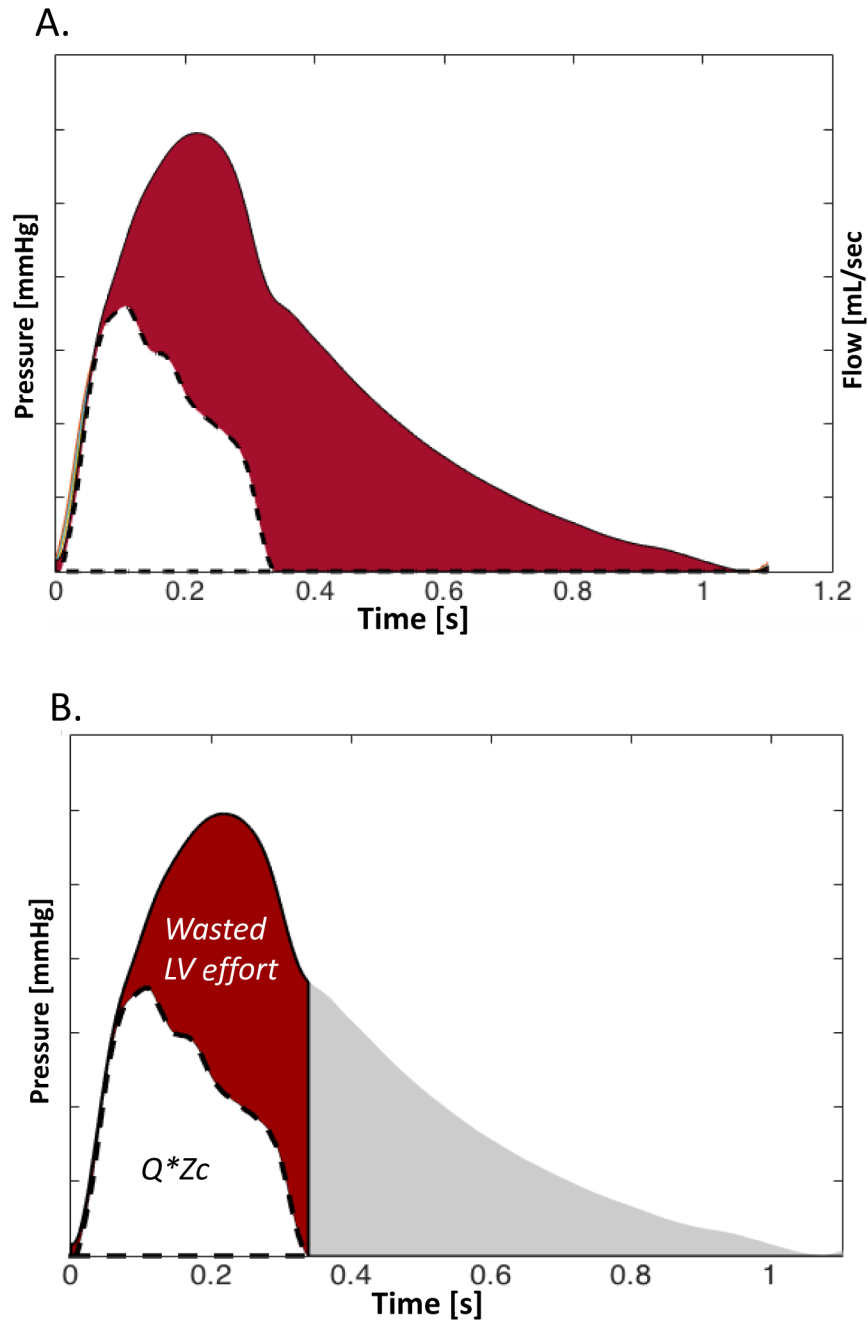 A.
Pressure [mmHg]
Flow [mL/sec
0
0.2
0.4
0.6
0.8
1
1.2
Time [s]
B.
Pressure [mmHg]
Wasted
LV effort
Q*Zc
0
0.2
0.4
0.6
0.8
1
Time [s]